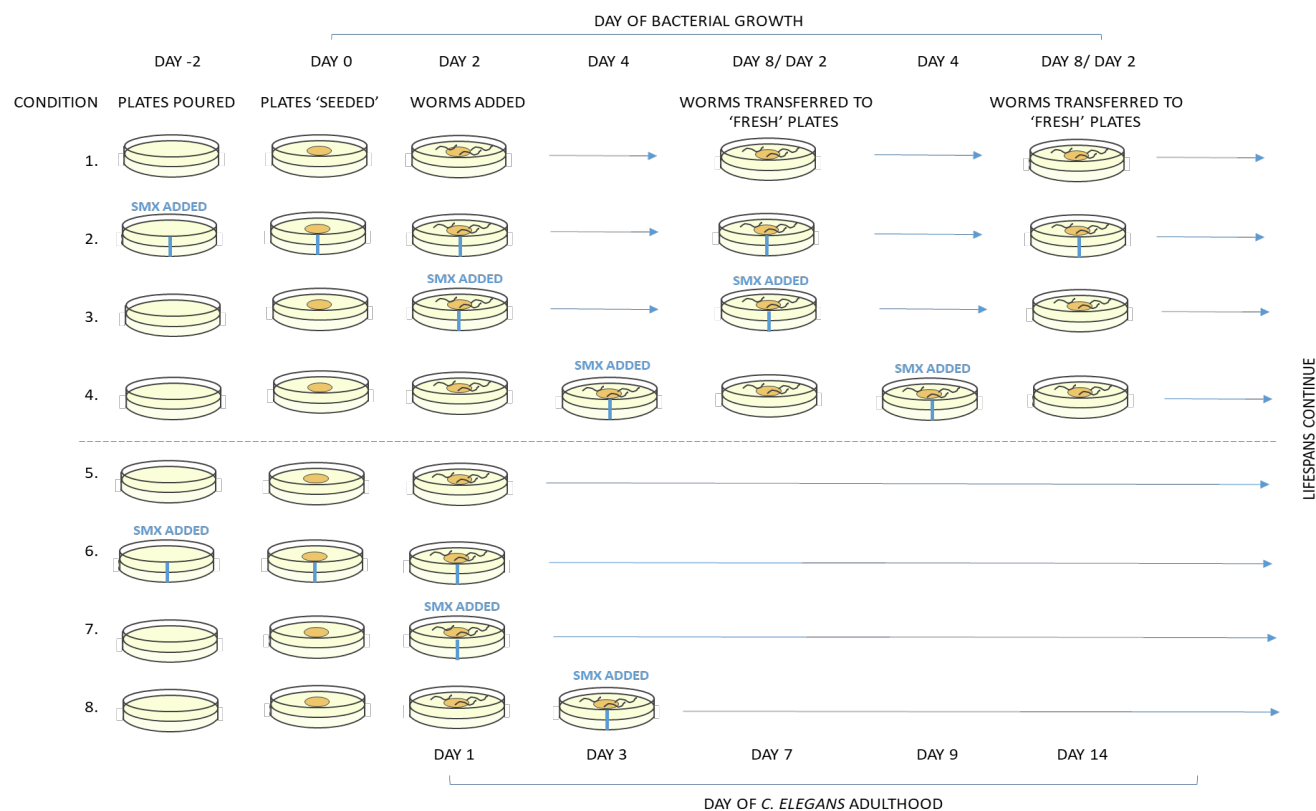 DAY OF BACTERIAL GROWTH
DAY -2 DAY 0 DAY 2 DAY 4 DAY 8/ DAY 2 DAY 4 DAY 8/ DAY 2
CONDITION PLATES POURED PLATES ‘SEEDED’ WORMS ADDED WORMS TRANSFERRED TO WORMS TRANSFERRED TO
‘FRESH’ PLATES ‘FRESH’ PLATES
1.
SMX ADDED
2.
SMX ADDED SMX ADDED
3.
SMX ADDED SMX ADDED
4.
5.
SMX ADDED
6.
SMX ADDED
7.
SMX ADDED
8.
LIFESPANS CONTINUE
DAY 1 DAY 3 DAY 7 DAY 9 DAY 14
DAY OF C. ELEGANS ADULTHOOD